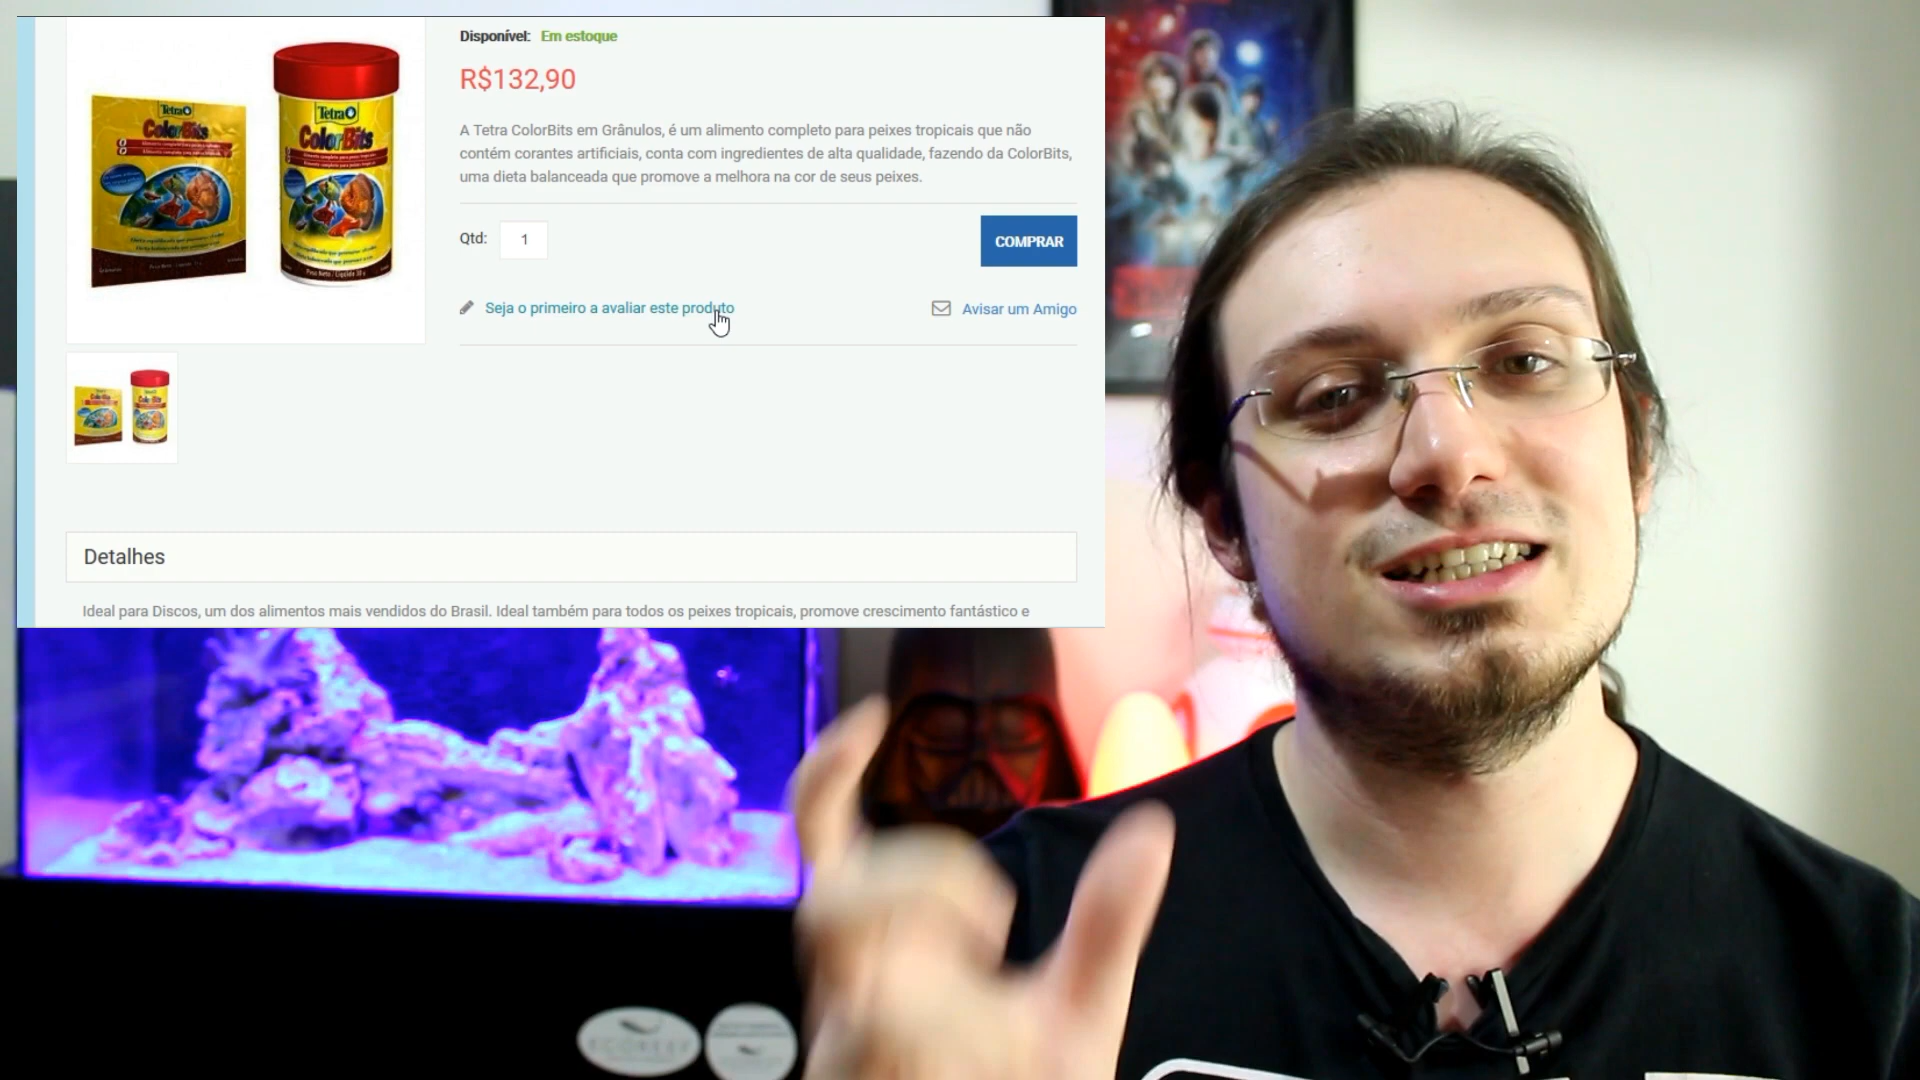 Disponível: Em estoque
R$132,90
A Tetra ColorBits em Grânulos, é um alimento completo para peixes tropicais que não
contém corantes artificiais, conta com ingredientes de alta qualidade, fazendo da ColorBits,
uma dieta balanceada que promove a melhora na cor de seus peixes.
Qtd: 1
COMPRAR
Seja o primeiro a avaliar este produto
Avisar um Amigo
Tetra
ColorBits
Tetra
ColorBits
Detalhes
Ideal para Discos, um dos alimentos mais vendidos do Brasil. Ideal também para todos os peixes tropicais, promove crescimento fantástico e